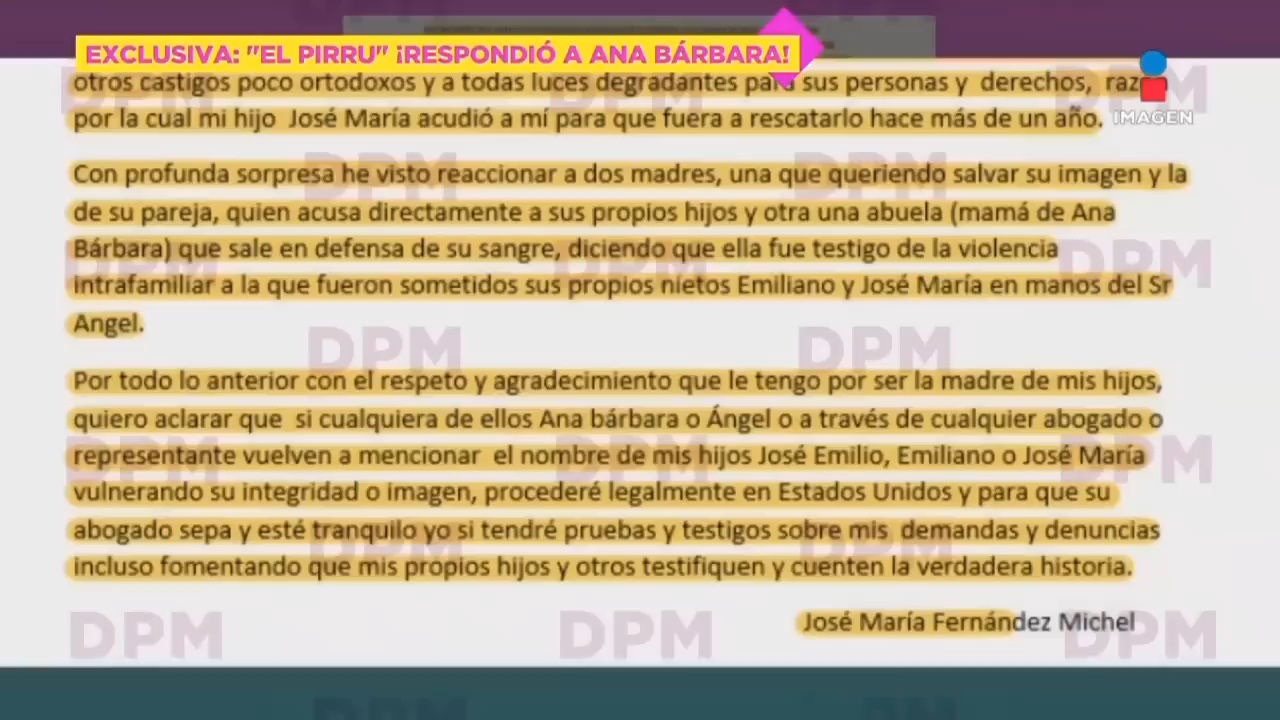 EXCLUSIVA: "EL PIRRU" ¡RESPONDIÓ A ANA BÁRBARA!
otros castigos poco ortodoxos y a todas luces degradantes para sus personas y derechos,
por la cual mi hijo José María acudió a mí para que fuera a rescatarlo hace más de un año.
IMAGEN
Con profunda sorpresa he visto reaccionar a dos madres, una que queriendo salvar su imagen y la
de su pareja, quien acusa directamente a sus propios hijos y otra una abuela (mamá de Ana
Bárbara) que sale en defensa de su sangre, diciendo que ella fue testigo de la violencia
intrafamiliar a la que fueron sometidos sus propios nietos Emiliano y José María en manos del Sr
Angel.
Por todo lo anterior con el respeto y agradecimiento que le tengo por ser la madre de mis hijos,
quiero aclarar que si cualquiera de ellos Ana bárbara o Ángel o a través de cualquier abogado o
representante vuelven a mencionar el nombre de mis hijos José Emilio, Emiliano o José María
vulnerando su integridad o imagen, procederé legalmente en Estados Unidos y para que su
abogado sepa y esté tranquilo yo si tendré pruebas y testigos sobre mis demandas y denuncias
incluso fomentando que mis propios hijos y otros testifiquen y cuenten la verdadera historia.
José María Fernández Michel
DPM DPM DPM